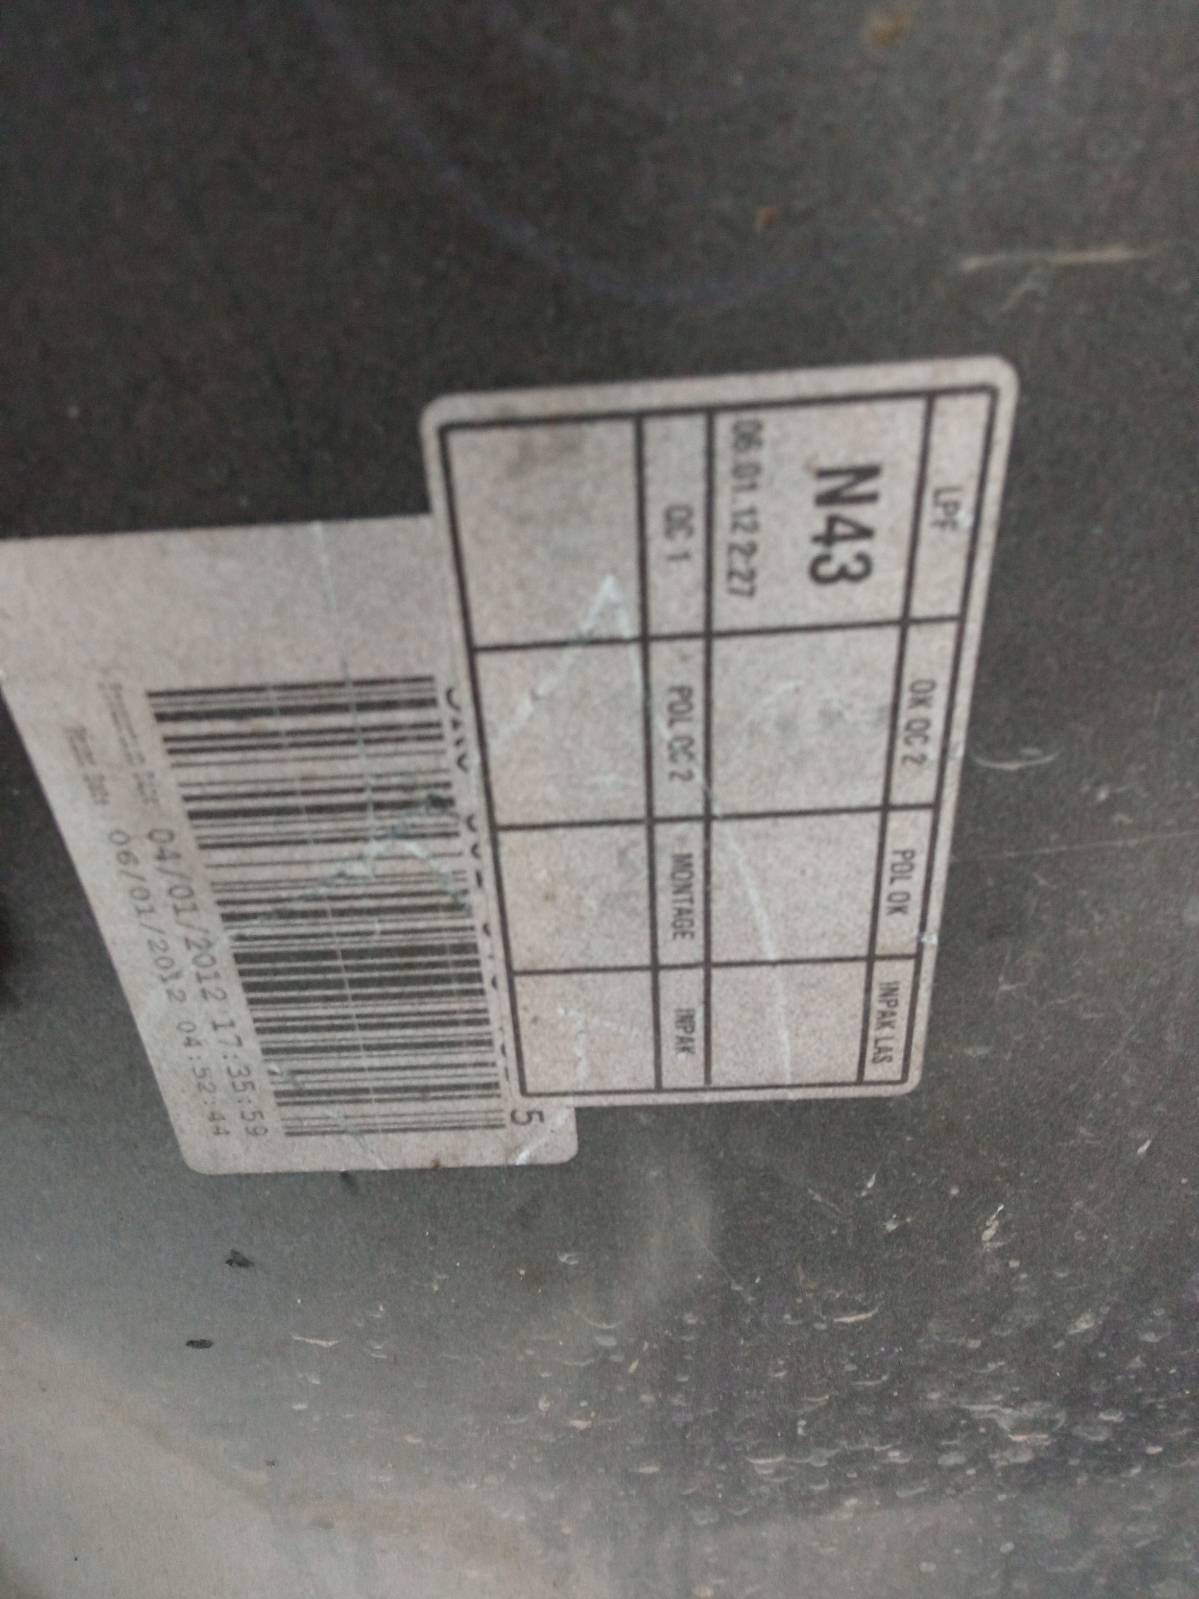 LPF OK QC 2 POL OK INPAK LAS
N43
06.01.12 2:27
QC 1 POL QC 2 MONTAGE INPAK
5
04/01/2012 17:35:59
06/01/2012 04:52:44